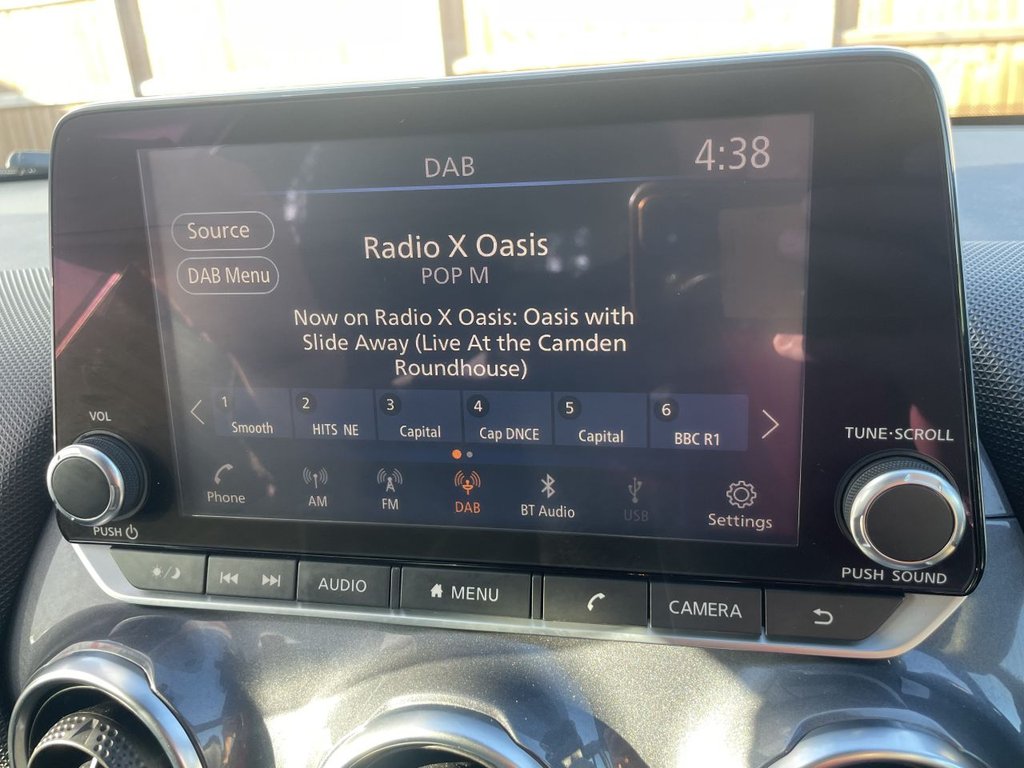 DAB
4:38
Source
DAB Menu
Radio X Oasis
POP M
Now on Radio X Oasis: Oasis with
Slide Away (Live At the Camden
Roundhouse)
1 Smooth
2 HITS NE
3 Capital
4 Cap DNCE
5 Capital
6 BBC R1
Phone
AM
FM
DAB
BT Audio
USB
Settings
VOL
PUSH
TUNE·SCROLL
PUSH SOUND
AUDIO
MENU
CAMERA